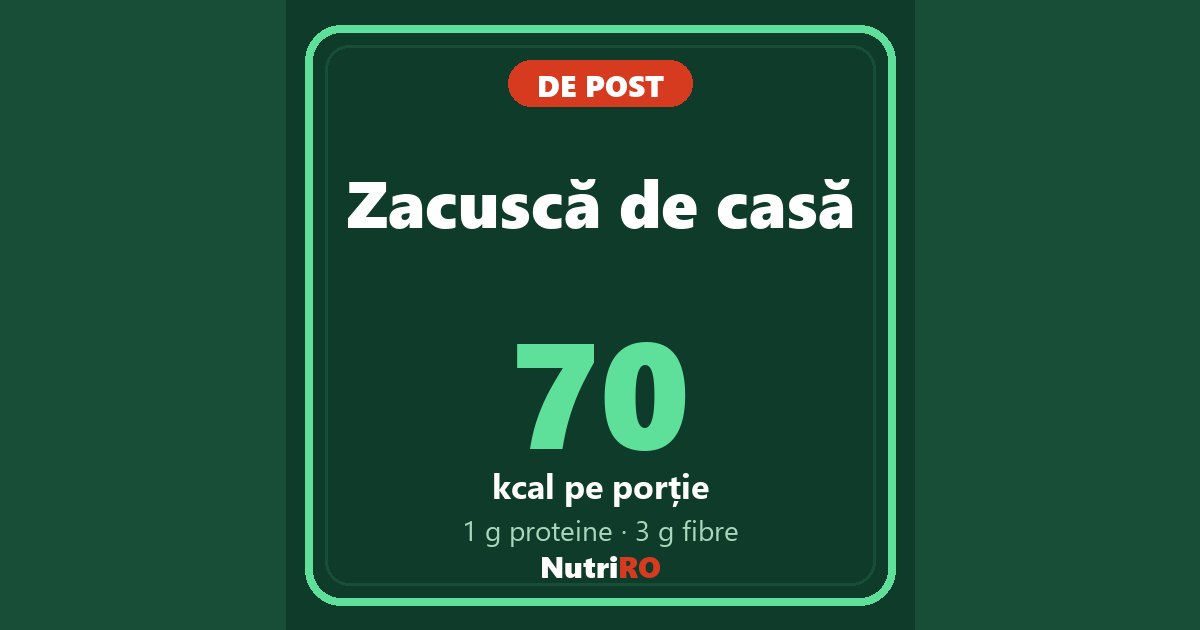 DE POST
Zacuscă de casă
70
kcal pe porție
1 g proteine · 3 g fibre
NutriRO